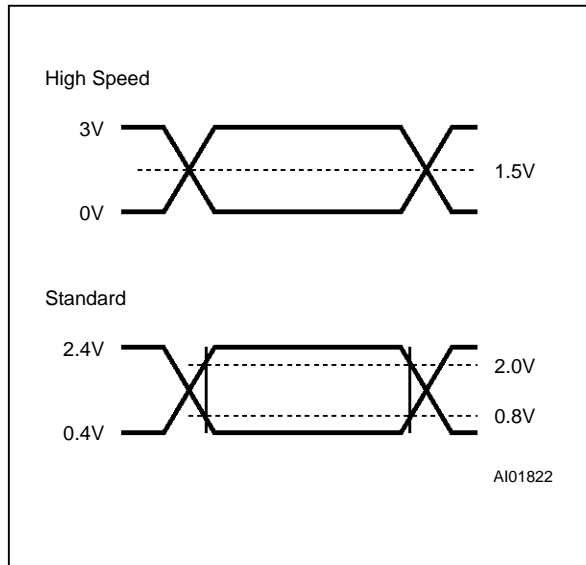 High Speed
3V
1.5V
0V
Standard
2.4V
2.0V
0.8V
0.4V
AI01822